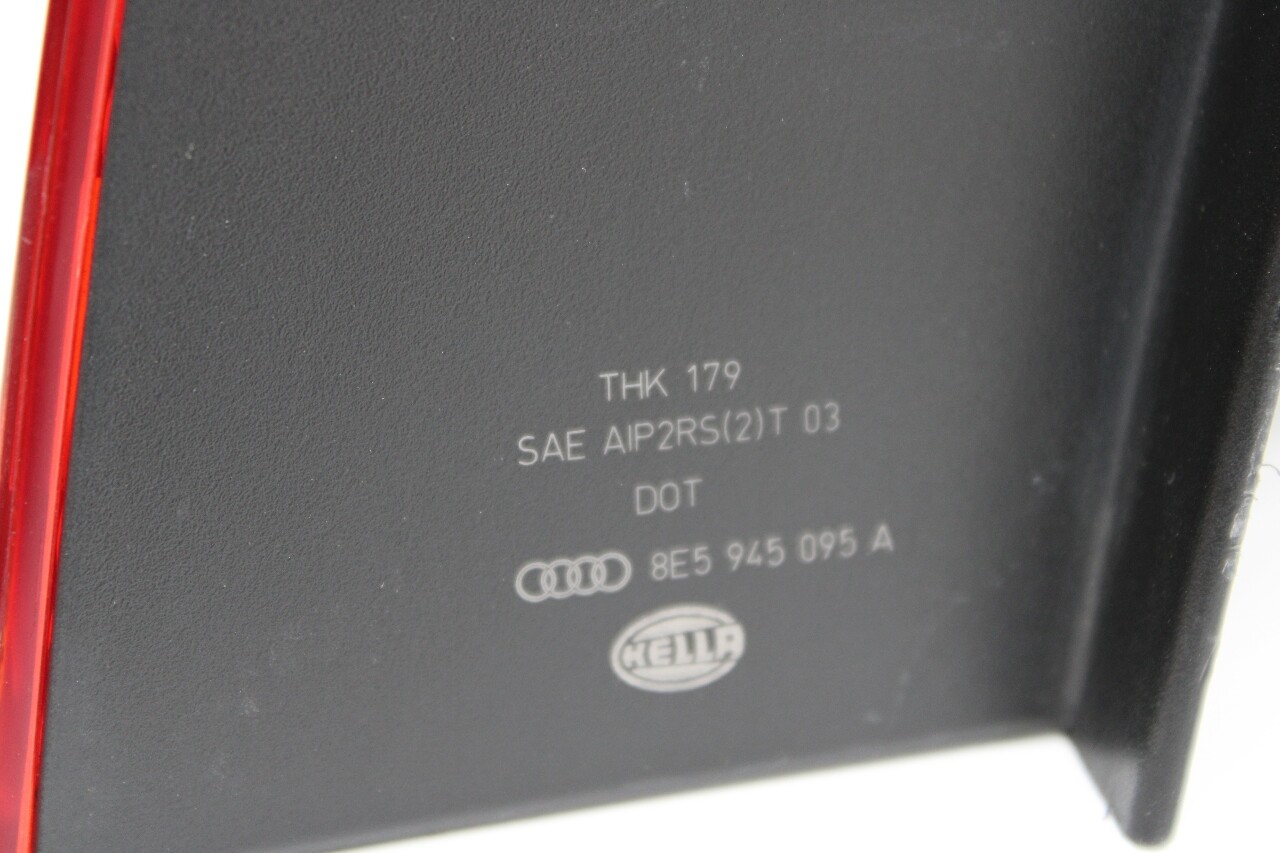 THK 179
SAE AIP2RS(2)T 03
DOT
8E5 945 095 A
HELLA